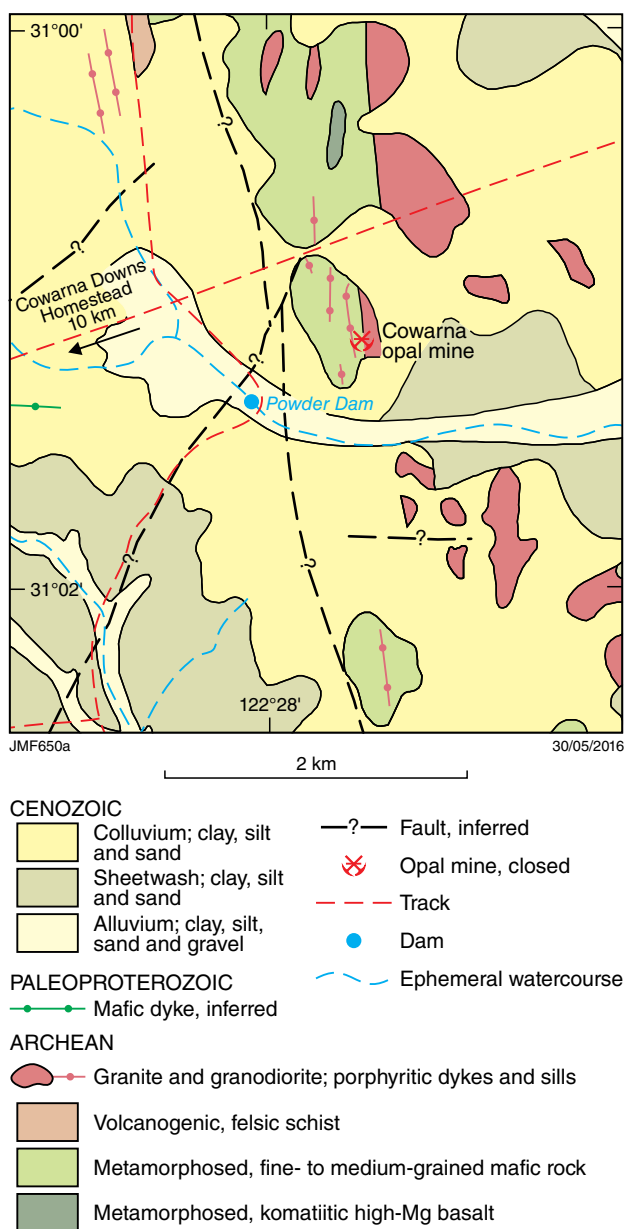 31°00'
?
?
?
Cowarna Downs
Homestead
10 km
Cowarna
opal mine
?
Powder Dam
?
?
?
31°02'
122°28'
JMF650a
30/05/2016
2 km
CENOZOIC
Colluvium; clay, silt
and sand
Sheetwash; clay, silt
and sand
Alluvium; clay, silt,
sand and gravel
PALEOPROTEROZOIC
Mafic dyke, inferred
ARCHEAN
Granite and granodiorite; porphyritic dykes and sills
Volcanogenic, felsic schist
Metamorphosed, fine- to medium-grained mafic rock
Metamorphosed, komatiitic high-Mg basalt
?
Fault, inferred
Opal mine, closed
Track
Dam
Ephemeral watercourse